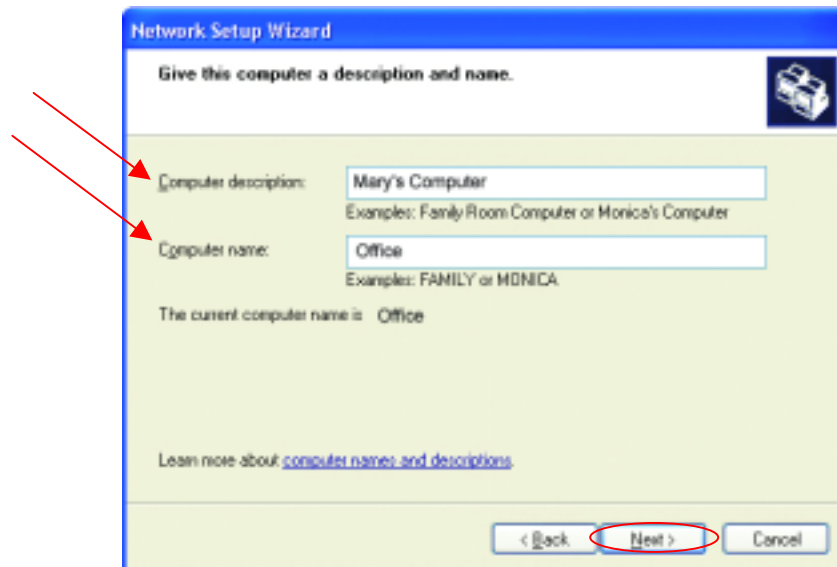 Network Setup Wizard
Give this computer a description and name.
Computer description: Mary's Computer
Examples: Family Room Computer or Monica's Computer
Computer name: Office
Examples: FAMILY or MONICA
The current computer name is Office
Learn more about computer names and descriptions.
< Back Next > Cancel